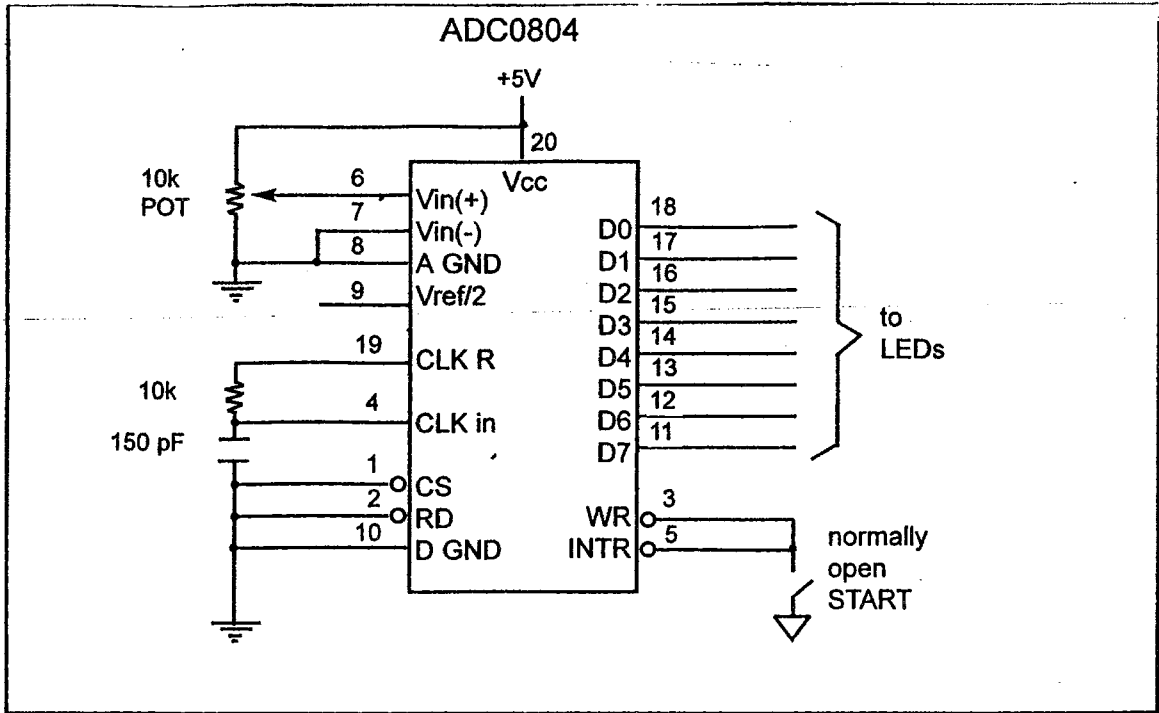 ADC0804
+5V
20
Vcc
10k
POT
6
Vin(+)
7
Vin(-)
8
A GND
9
Vref/2
19
CLK R
10k
4
CLK in
150 pF
1
CS
2
RD
10
D GND
18
D0
17
D1
16
D2
15
D3
14
D4
13
D5
12
D6
11
D7
to
LEDs
3
WR
5
INTR
normally
open
START